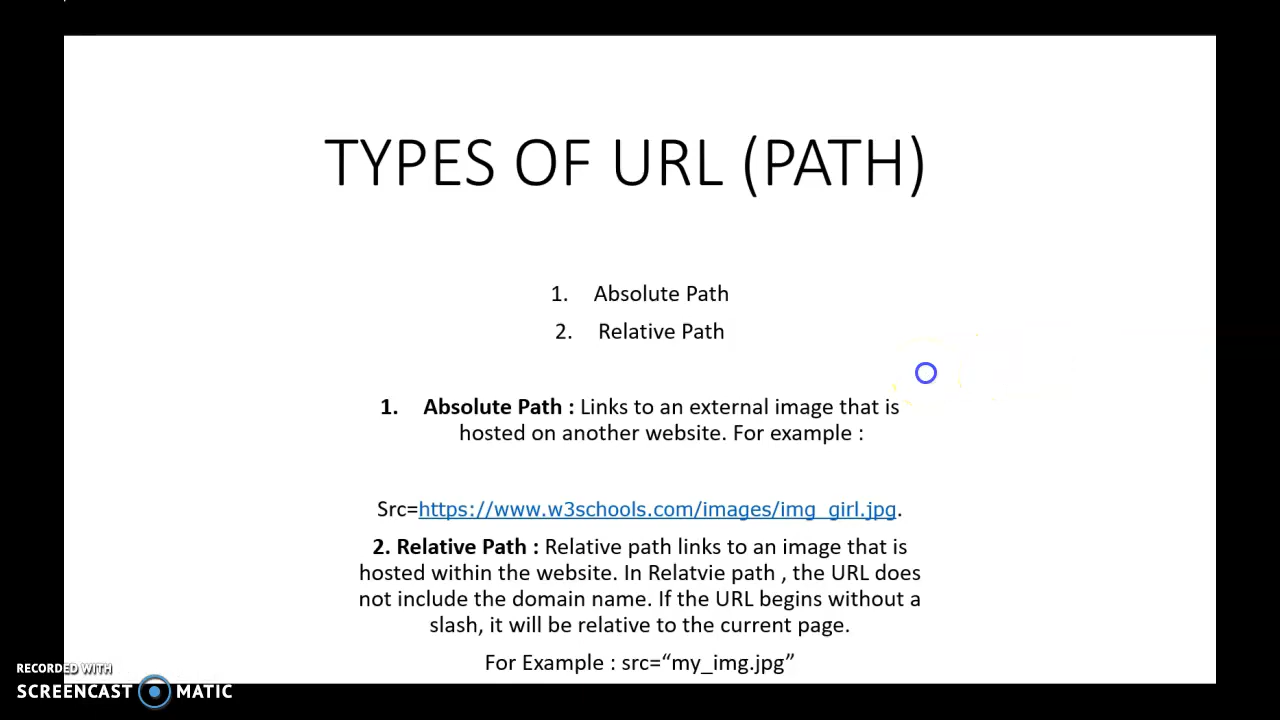 TYPES OF URL (PATH)
1. Absolute Path
2. Relative Path
1. Absolute Path : Links to an external image that is
hosted on another website. For example :
Src=https://www.w3schools.com/images/img_girl.jpg.
2. Relative Path : Relative path links to an image that is
hosted within the website. In Relatvie path , the URL does
not include the domain name. If the URL begins without a
slash, it will be relative to the current page.
For Example : src=“my_img.jpg”
RECORDED WITH
SCREENCAST MATIC